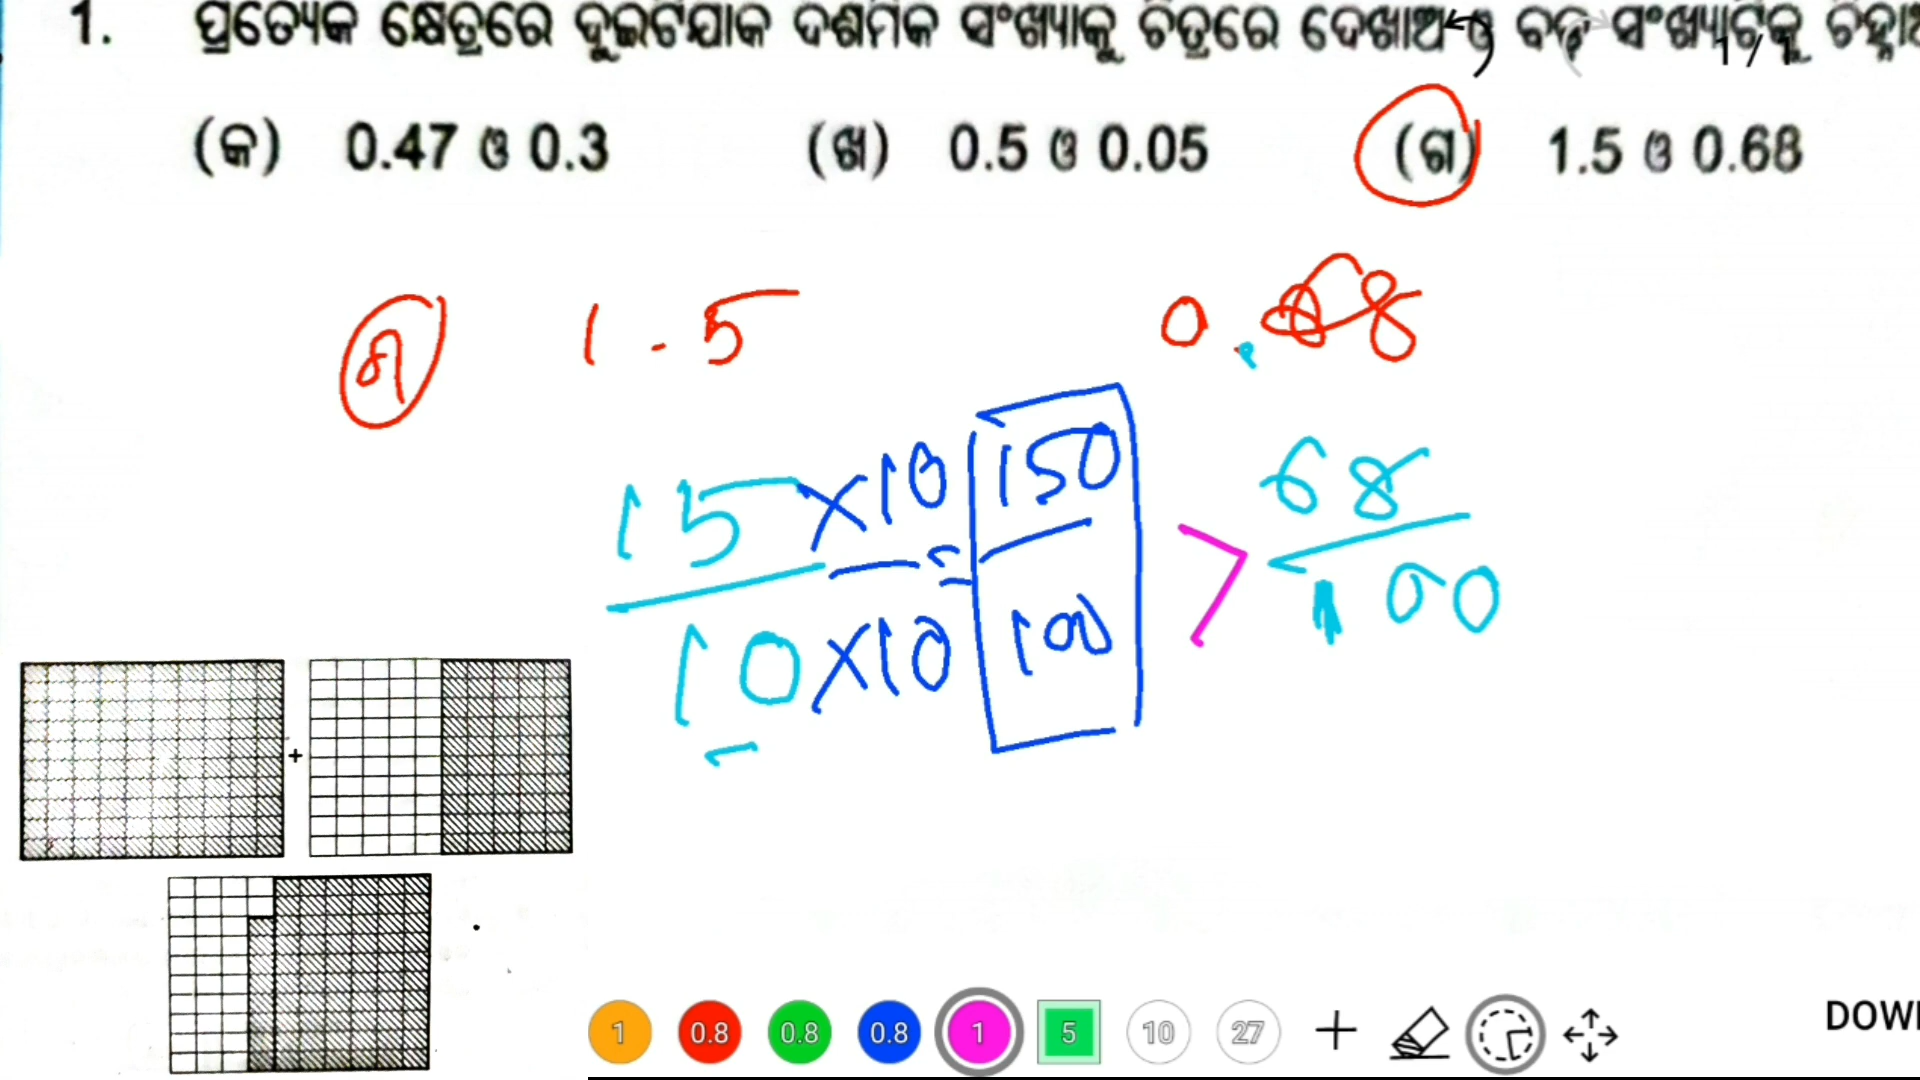 1. ପ୍ରତ୍ୟେକ କ୍ଷେତ୍ରରେ ଦୁଇଟିଯାକ ଦଶମିକ ସଂଖ୍ୟାକୁ ଚିତ୍ରରେ ଦେଖାଅ ଓ ବଡ଼ ସଂଖ୍ୟାଟିକୁ
(କ) 0.47 ଓ 0.3 (ଖ) 0.5 ଓ 0.05 (ଗ) 1.5 ଓ 0.68
ଗ 1.5 0.68
15 × 10 = 150 > 68
10 × 10 100 100
+
1 0.8 0.8 0.8 1 5 10 27 +